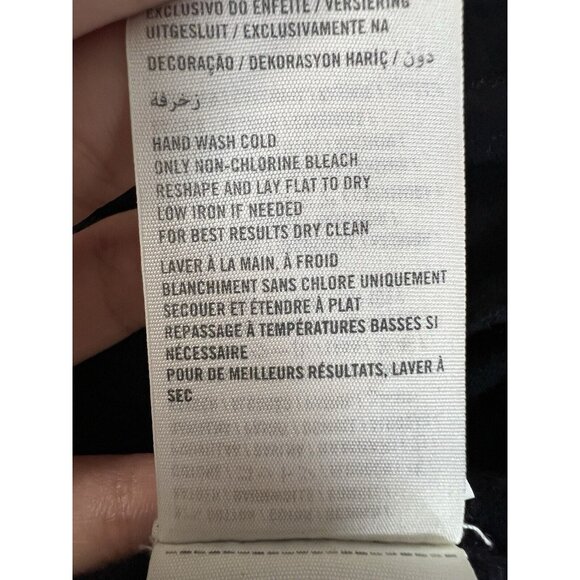 EXCLUSIVO DO ENFEITE / VERSIERING
UITGESLUIT / EXCLUSIVAMENTE NA
DECORAÇÃO / DEKORASYON HARİÇ / دون
زخرفة
HAND WASH COLD
ONLY NON-CHLORINE BLEACH
RESHAPE AND LAY FLAT TO DRY
LOW IRON IF NEEDED
FOR BEST RESULTS DRY CLEAN
LAVER À LA MAIN, À FROID
BLANCHIMENT SANS CHLORE UNIQUEMENT
SECOUER ET ÉTENDRE À PLAT
REPASSAGE À TEMPÉRATURES BASSES SI
NÉCESSAIRE
POUR DE MEILLEURS RÉSULTATS, LAVER À
SEC